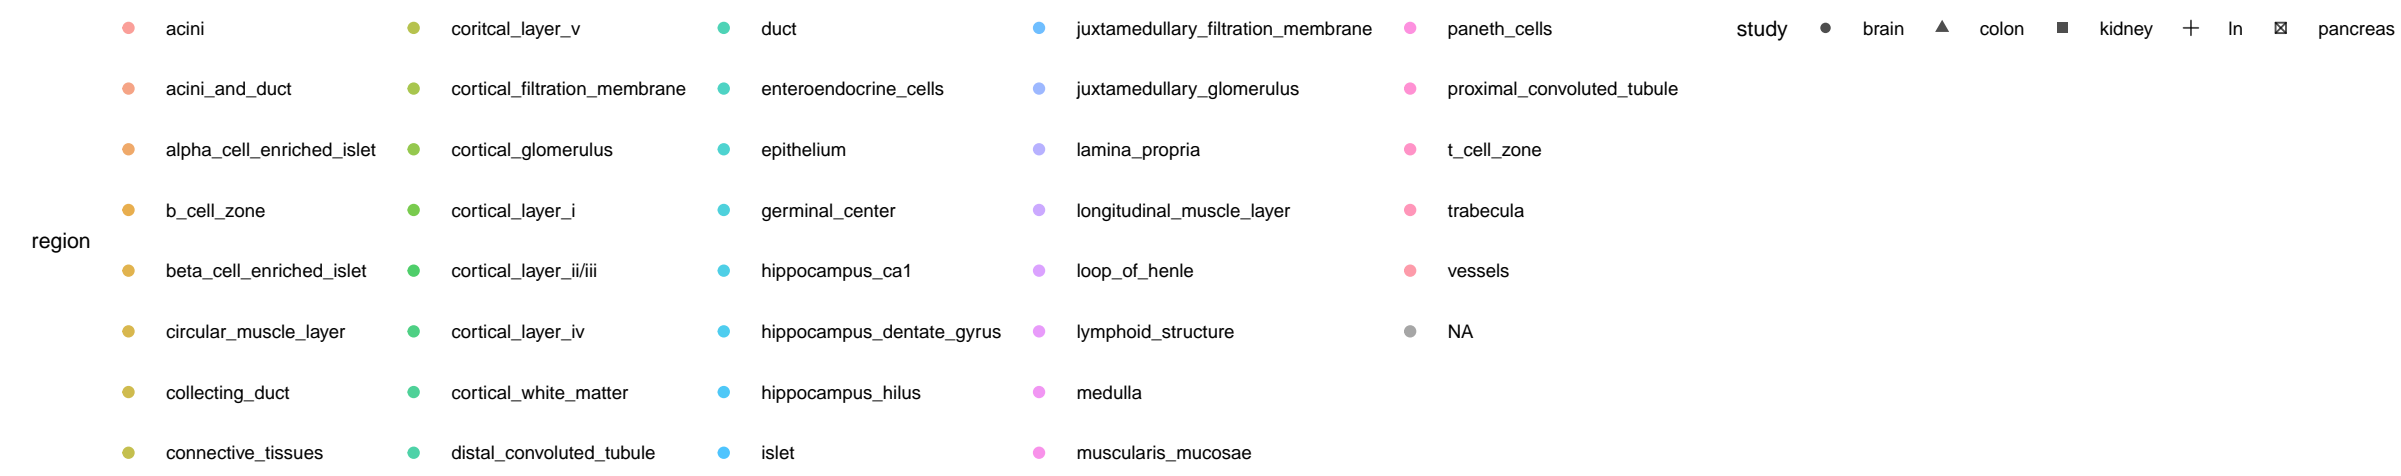 acini coritcal_layer_v duct juxtamedullary_filtration_membrane paneth_cells study brain colon kidney ln pancreas
acini_and_duct cortical_filtration_membrane enteroendocrine_cells juxtamedullary_glomerulus proximal_convoluted_tubule
alpha_cell_enriched_islet cortical_glomerulus epithelium lamina_propria t_cell_zone
b_cell_zone cortical_layer_i germinal_center longitudinal_muscle_layer trabecula
region
beta_cell_enriched_islet cortical_layer_ii/iii hippocampus_ca1 loop_of_henle vessels
circular_muscle_layer cortical_layer_iv hippocampus_dentate_gyrus lymphoid_structure NA
collecting_duct cortical_white_matter hippocampus_hilus medulla
connective_tissues distal_convoluted_tubule islet muscularis_mucosae